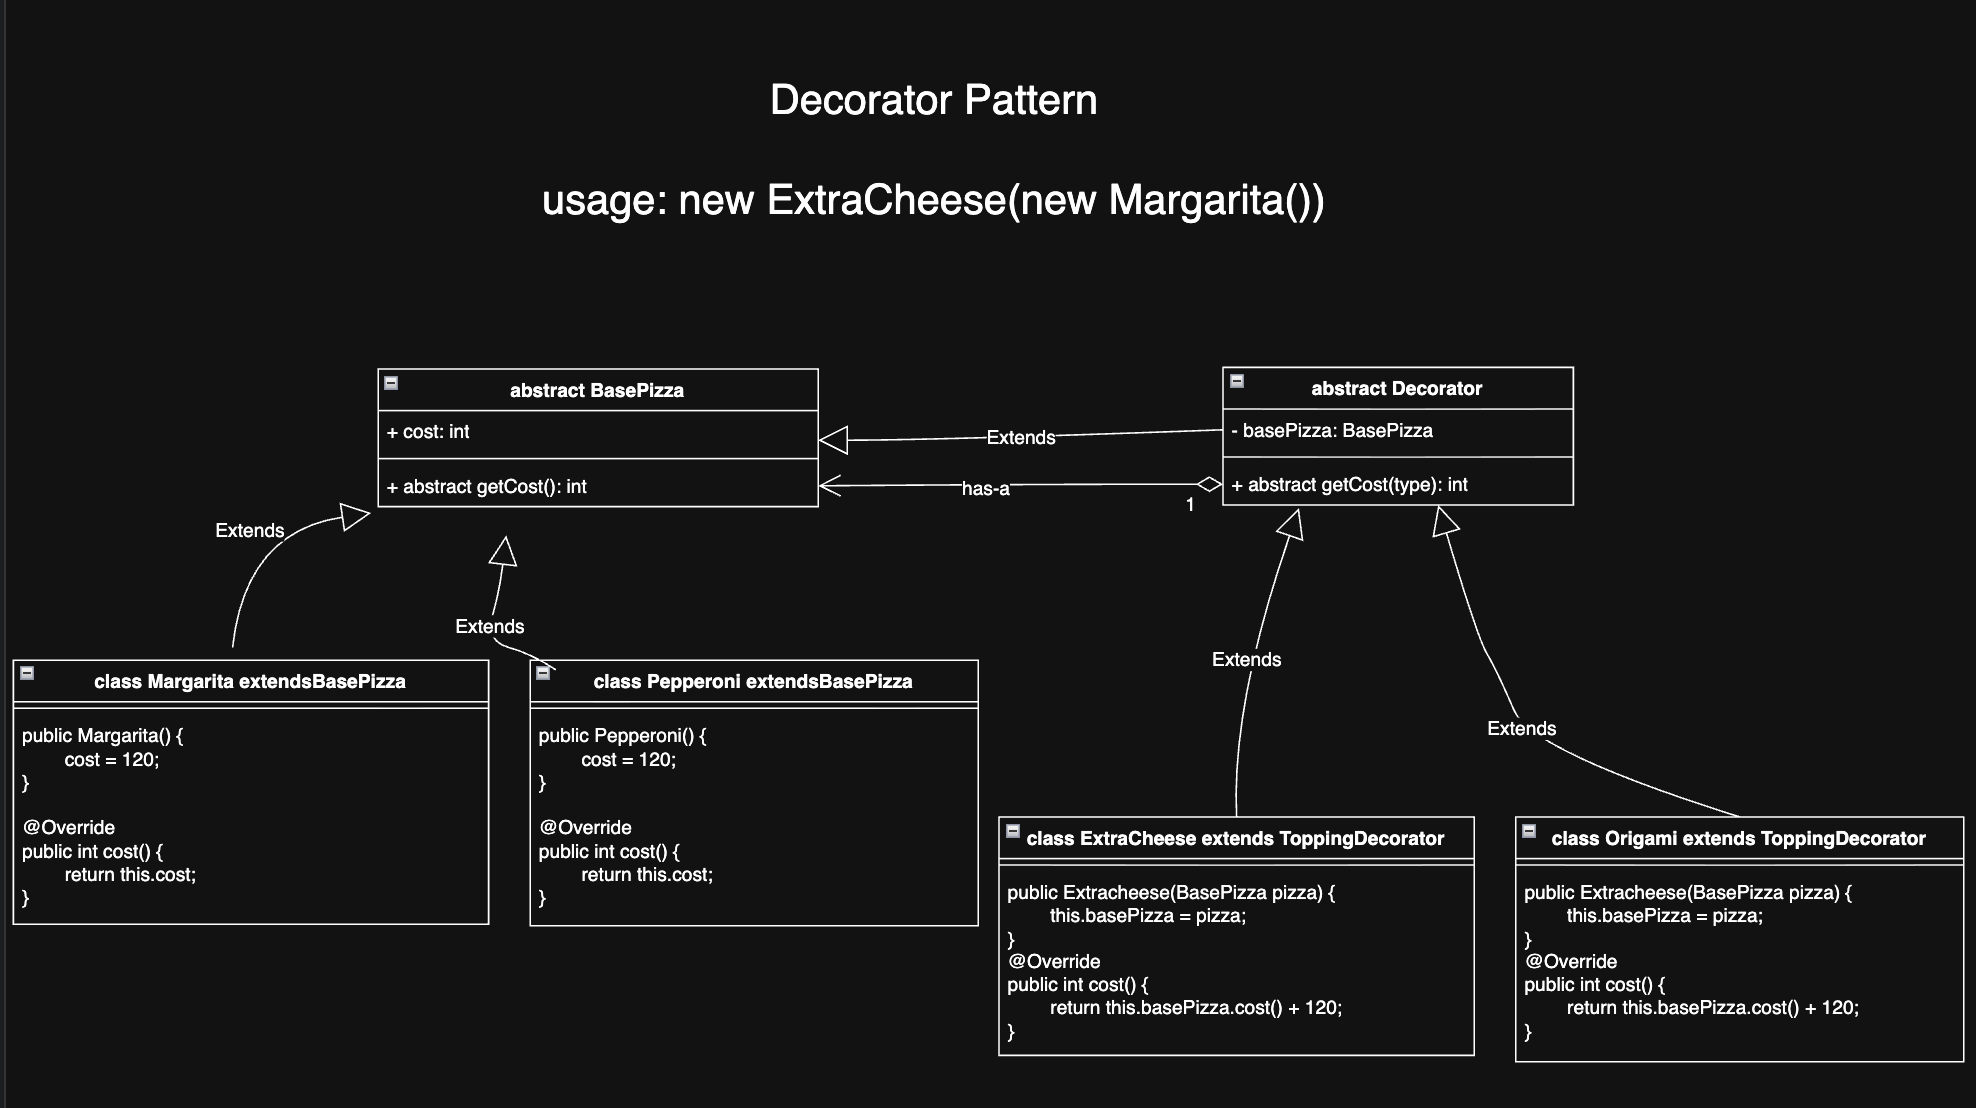 Decorator Pattern
usage: new ExtraCheese(new Margarita())
abstract BasePizza
+ cost: int
+ abstract getCost(): int
Extends
has-a
1
abstract Decorator
- basePizza: BasePizza
+ abstract getCost(type): int
Extends
Extends
Extends
Extends
class Margarita extendsBasePizza
public Margarita() {
cost = 120;
}
@Override
public int cost() {
return this.cost;
}
class Pepperoni extendsBasePizza
public Pepperoni() {
cost = 120;
}
@Override
public int cost() {
return this.cost;
}
class ExtraCheese extends ToppingDecorator
public Extracheese(BasePizza pizza) {
this.basePizza = pizza;
}
@Override
public int cost() {
return this.basePizza.cost() + 120;
}
class Origami extends ToppingDecorator
public Extracheese(BasePizza pizza) {
this.basePizza = pizza;
}
@Override
public int cost() {
return this.basePizza.cost() + 120;
}